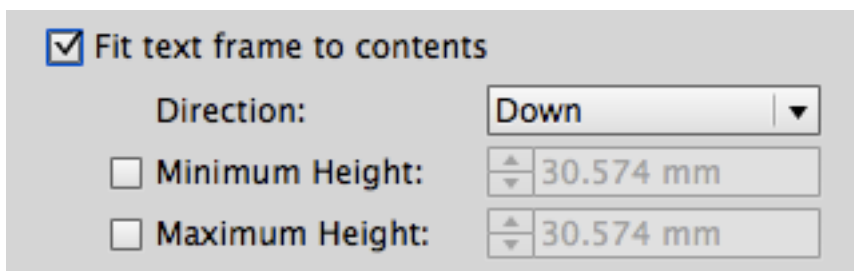 Fit text frame to contents
Direction: Down
Minimum Height: 30.574 mm
Maximum Height: 30.574 mm